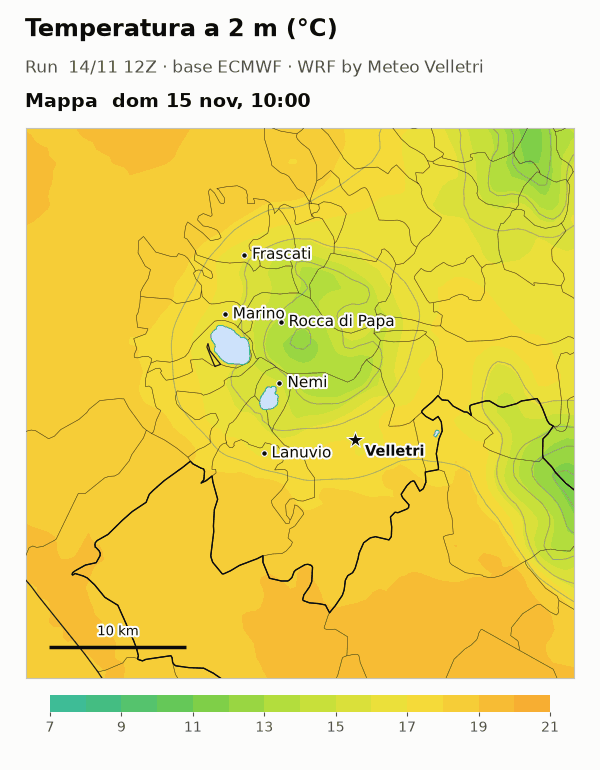 Temperatura a 2 m (°C)
Run  14/11 12Z · base ECMWF · WRF by Meteo Velletri
Mappa  dom 15 nov, 10:00
Frascati
Marino
Rocca di Papa
Nemi
Velletri
Lanuvio
10 km
7 9 11 13 15 17 19 21